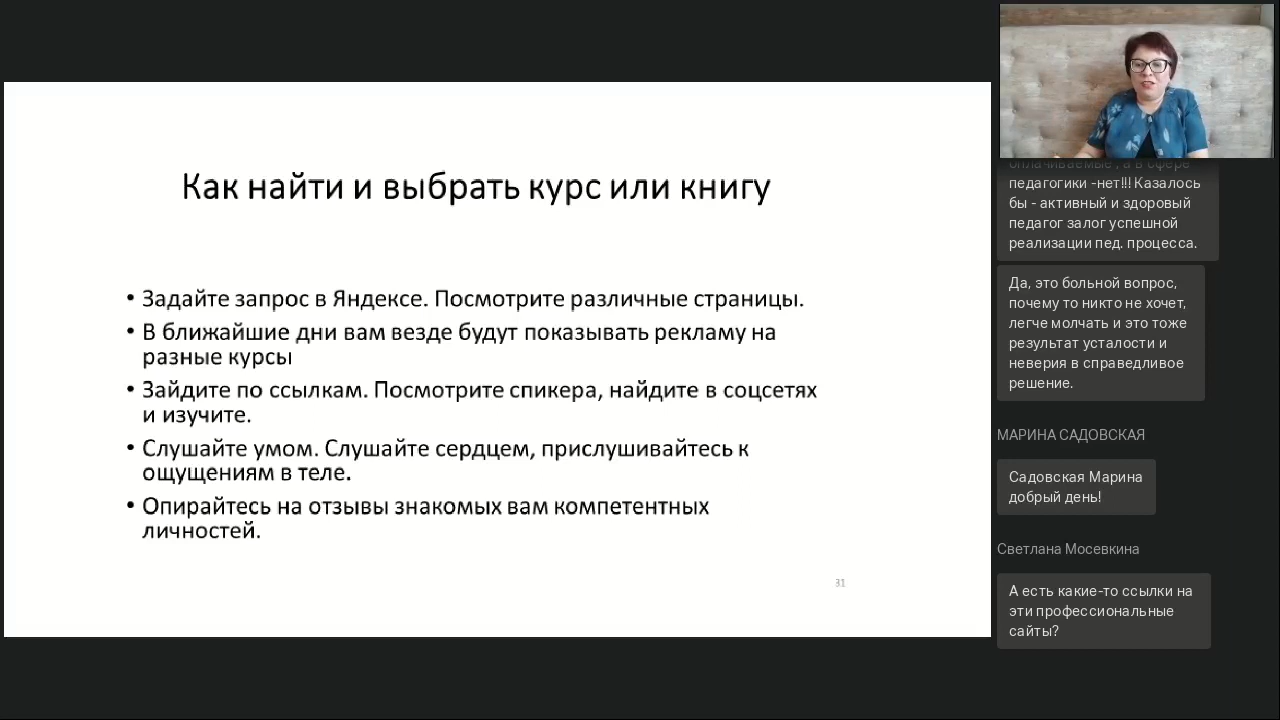 Как найти и выбрать курс или книгу
• Задайте запрос в Яндексе. Посмотрите различные страницы.
• В ближайшие дни вам везде будут показывать рекламу на
разные курсы
• Зайдите по ссылкам. Посмотрите спикера, найдите в соцсетях
и изучите.
• Слушайте умом. Слушайте сердцем, прислушивайтесь к
ощущениям в теле.
• Опирайтесь на отзывы знакомых вам компетентных
личностей.
31
оплачиваемые , а в сфере
педагогики -нет!!! Казалось
бы - активный и здоровый
педагог залог успешной
реализации пед. процесса.
Да, это больной вопрос,
почему то никто не хочет,
легче молчать и это тоже
результат усталости и
неверия в справедливое
решение.
МАРИНА САДОВСКАЯ
Садовская Марина
добрый день!
Светлана Мосевкина
А есть какие-то ссылки на
эти профессиональные
сайты?